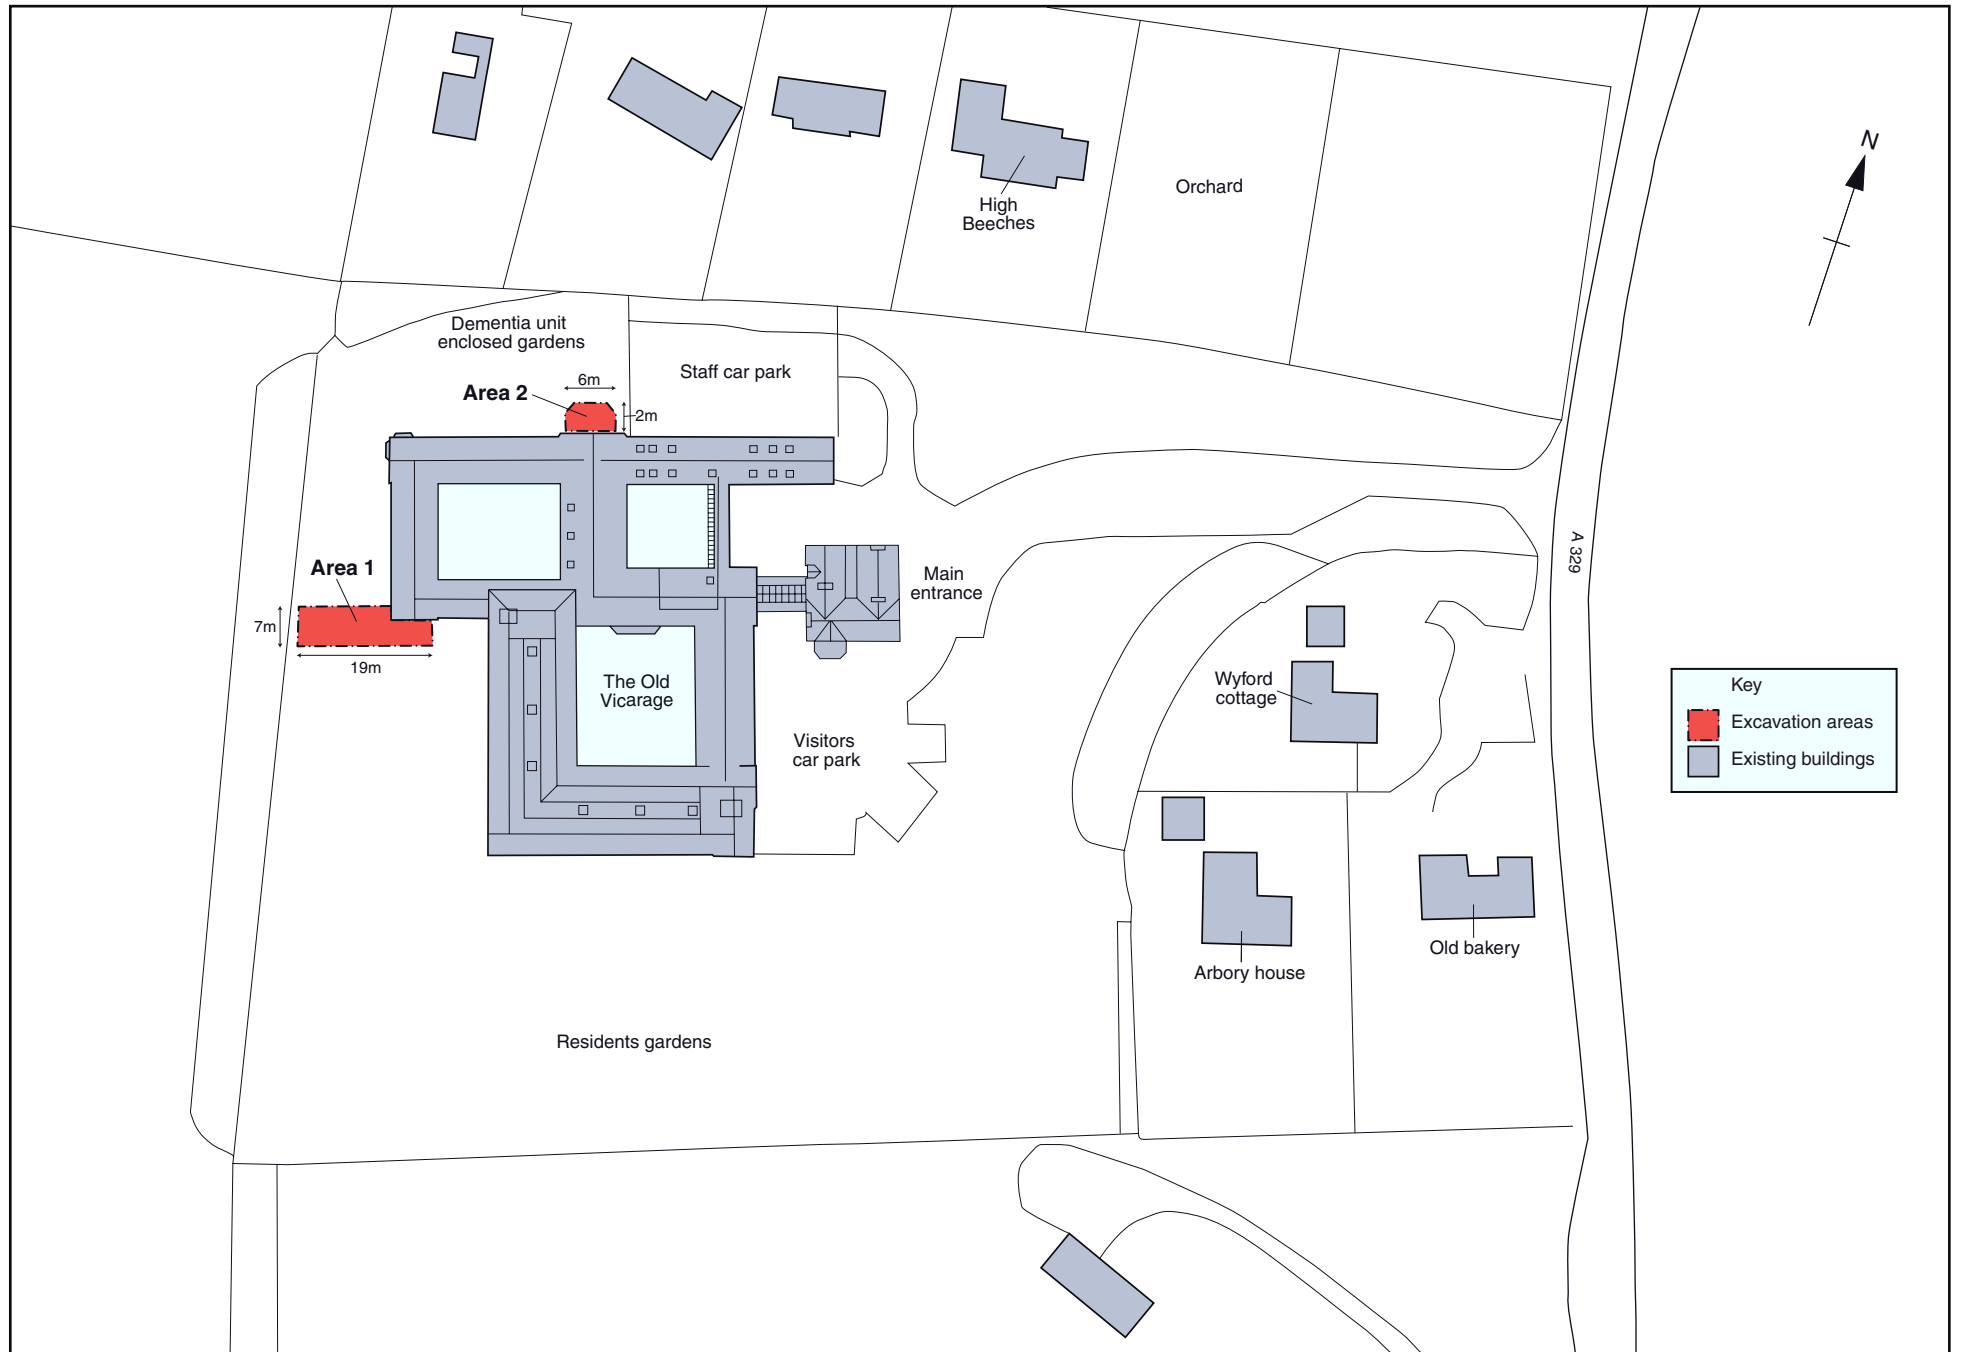 N
Orchard
High
Beeches
Dementia unit
enclosed gardens
Staff car park
6m
Area 2
2m
A 329
Area 1
Main
entrance
7m
19m
The Old
Vicarage
Wyford
cottage
Visitors
car park
Key
Excavation areas
Existing buildings
Old bakery
Arbory house
Residents gardens